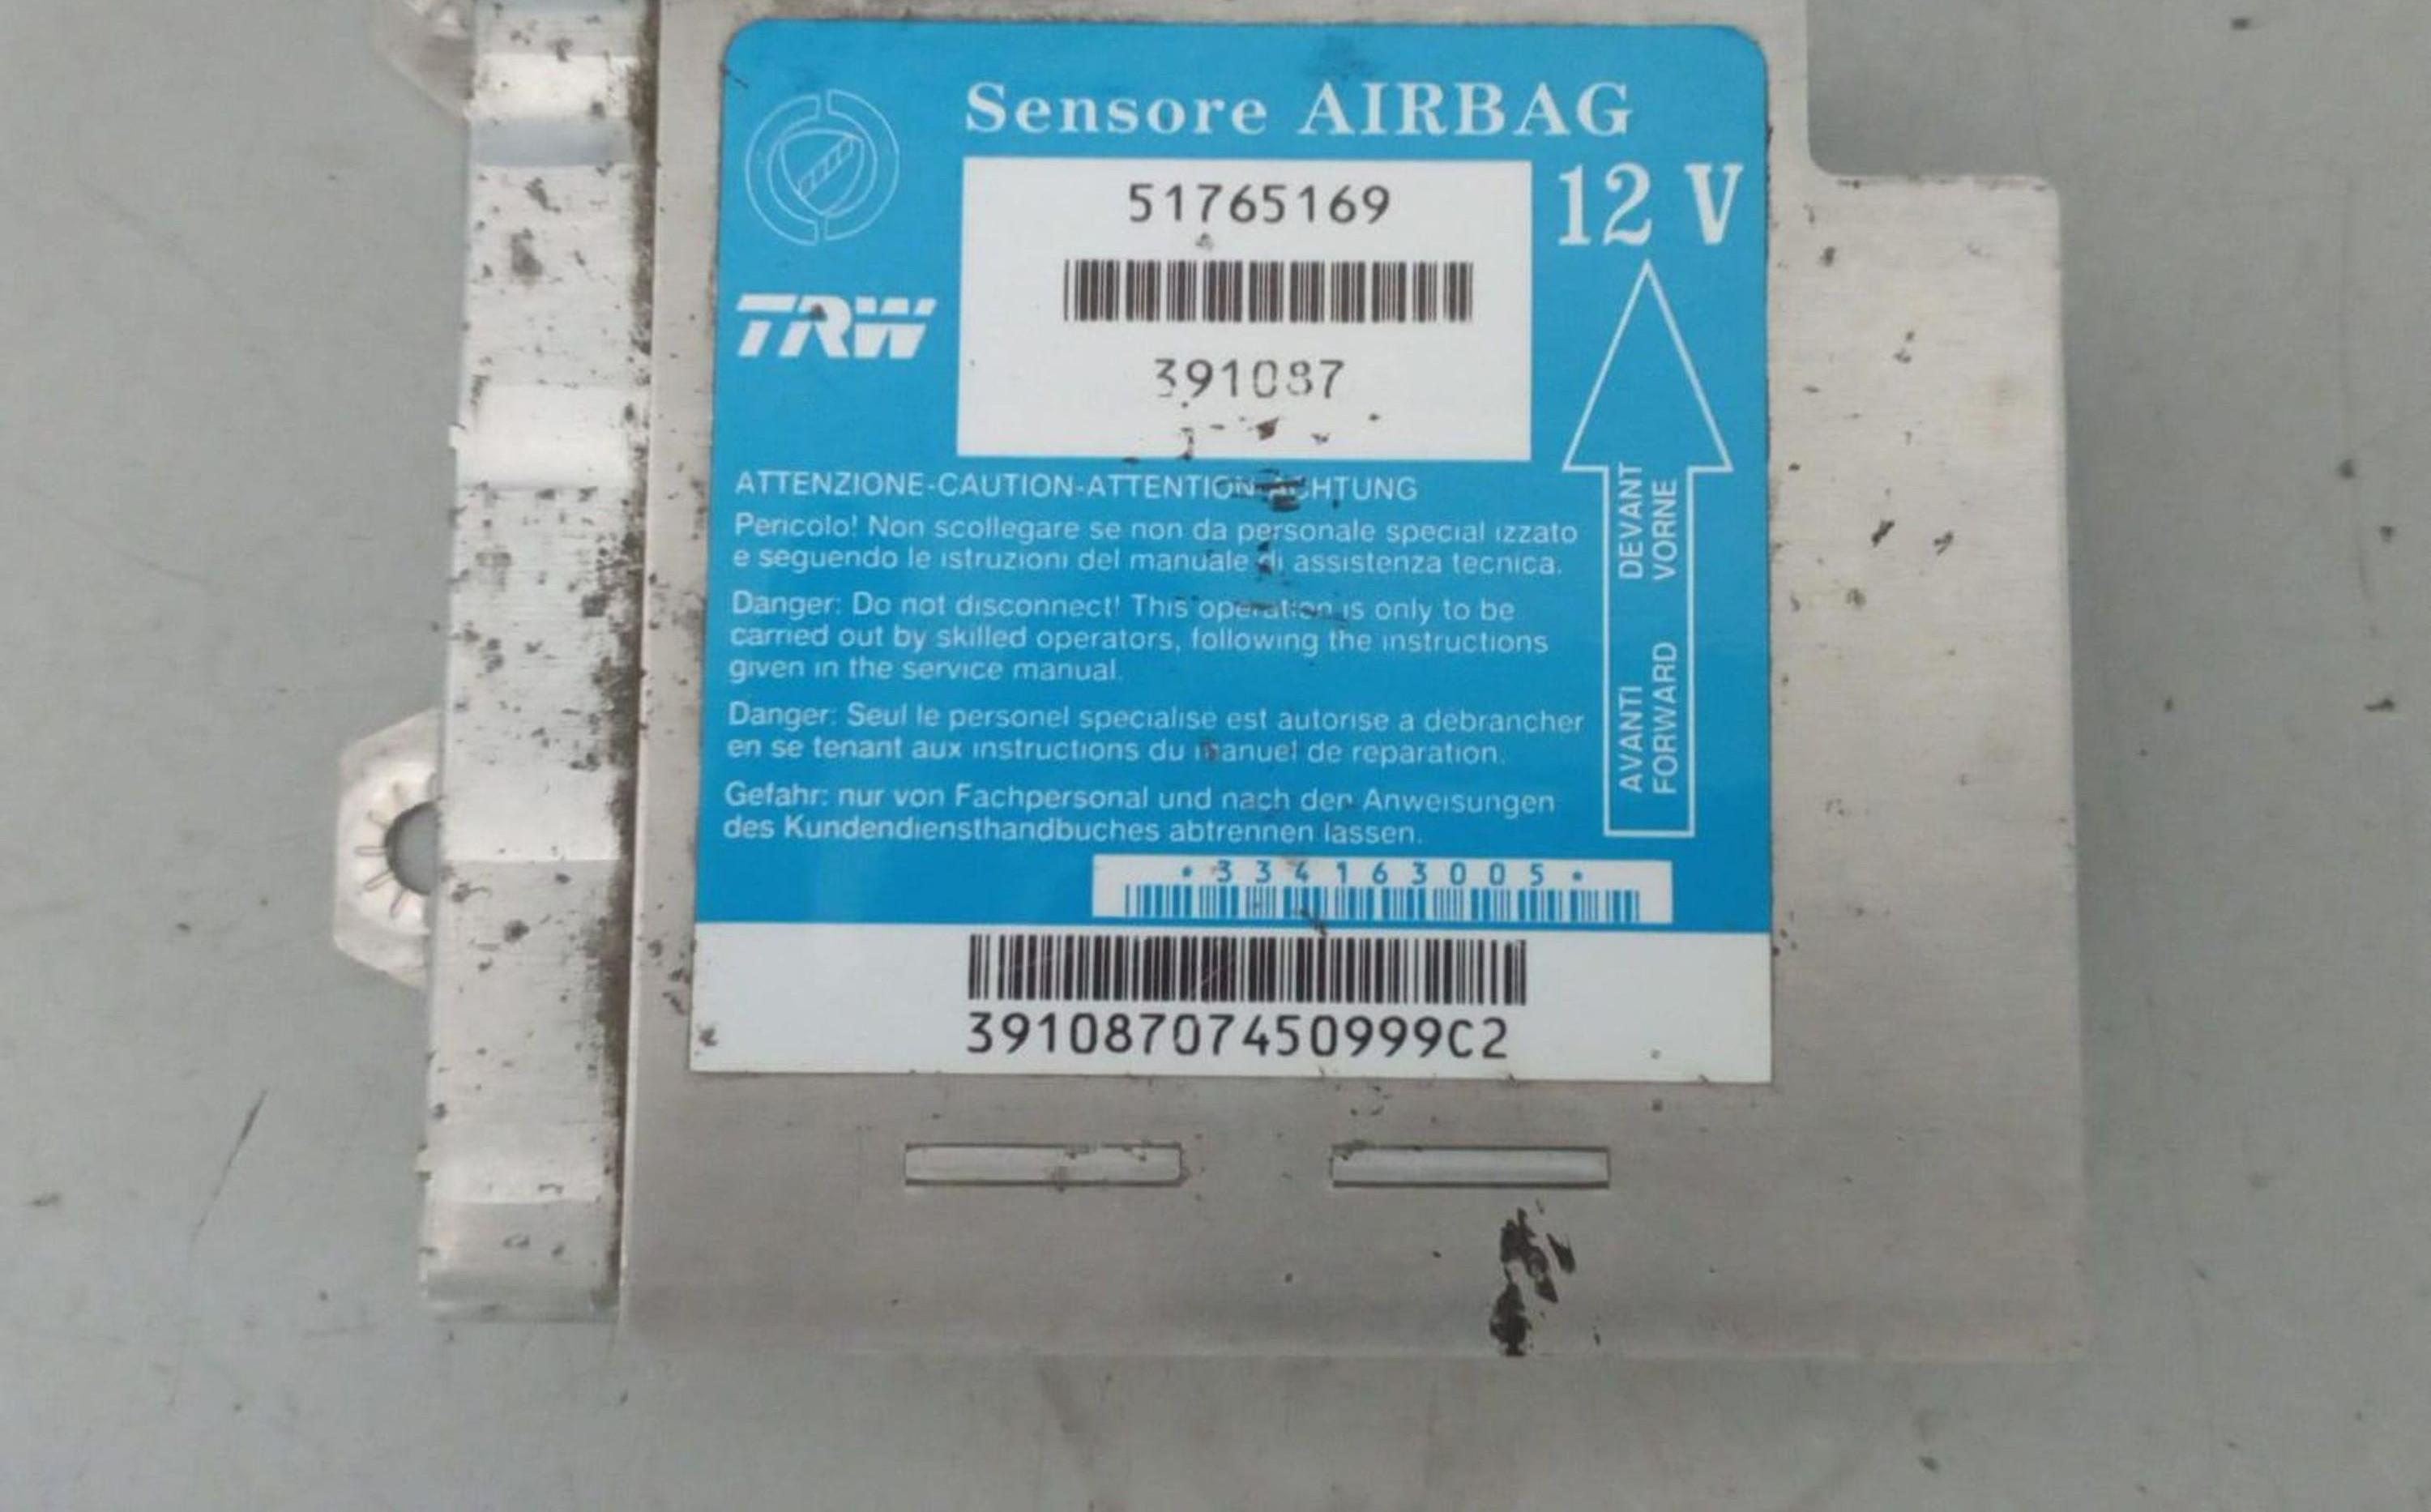 Sensore AIRBAG
51765169
12 V
TRW
391087
ATTENZIONE-CAUTION-ATTENTION-ACHTUNG
Pericolo! Non scollegare se non da personale special izzato
e seguendo le istruzioni del manuale di assistenza tecnica.
Danger: Do not disconnect! This operation is only to be
carried out by skilled operators, following the instructions
given in the service manual.
Danger: Seul le personel specialise est autorise a debrancher
en se tenant aux instructions du manuel de reparation.
Gefahr: nur von Fachpersonal und nach den Anweisungen
des Kundendiensthandbuches abtrennen lassen.
AVANTI DEVANT
FORWARD VORNE
* 334163005 *
39108707450999C2